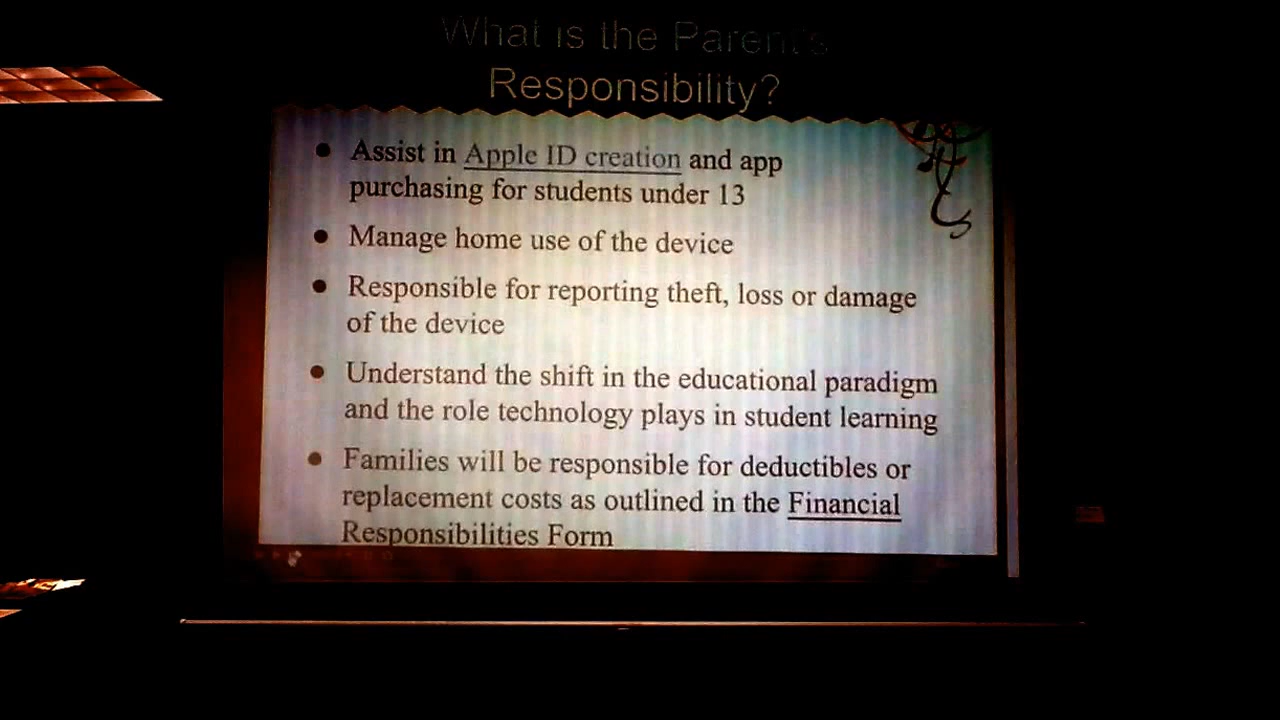 What is the Parent's
Responsibility?
● Assist in Apple ID creation and app
purchasing for students under 13
● Manage home use of the device
● Responsible for reporting theft, loss or damage
of the device
● Understand the shift in the educational paradigm
and the role technology plays in student learning
● Families will be responsible for deductibles or
replacement costs as outlined in the Financial
Responsibilities Form